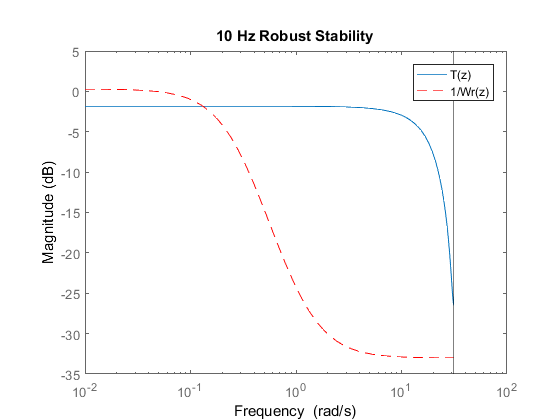 10 Hz Robust Stability
T(z)
1/Wr(z)
Magnitude (dB)
5
0
-5
-10
-15
-20
-25
-30
-35
10^-2
10^-1
10^0
10^1
10^2
Frequency (rad/s)